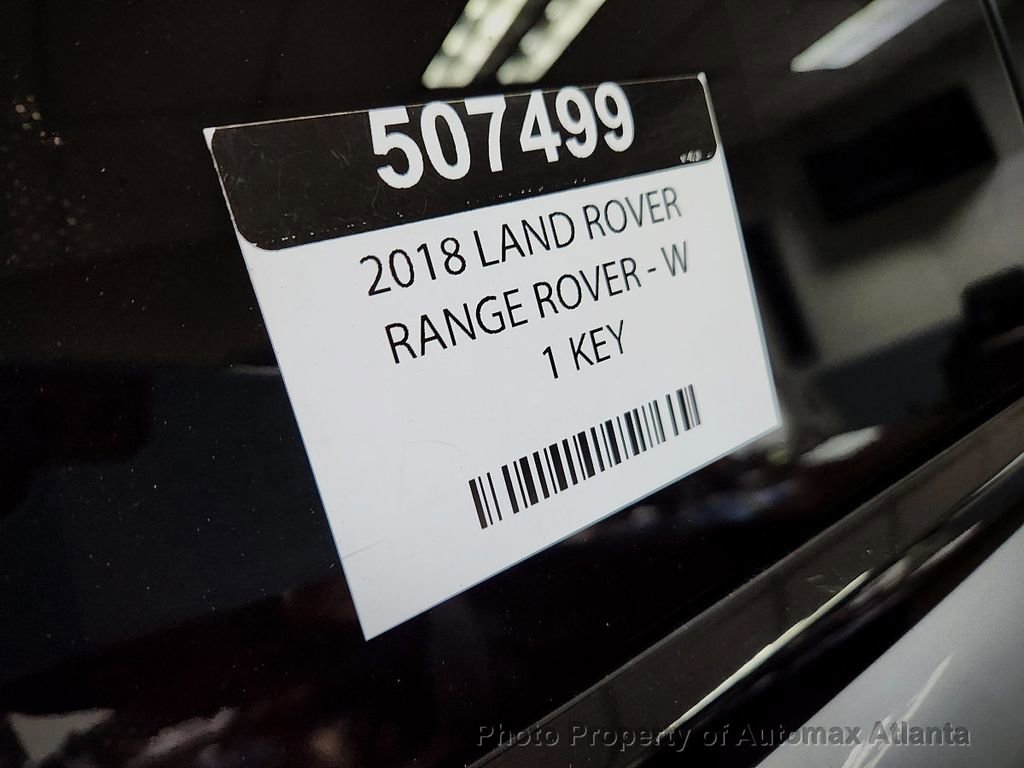 507499
2018 LAND ROVER
RANGE ROVER - W
1 KEY
Photo Property of Automax Atlanta